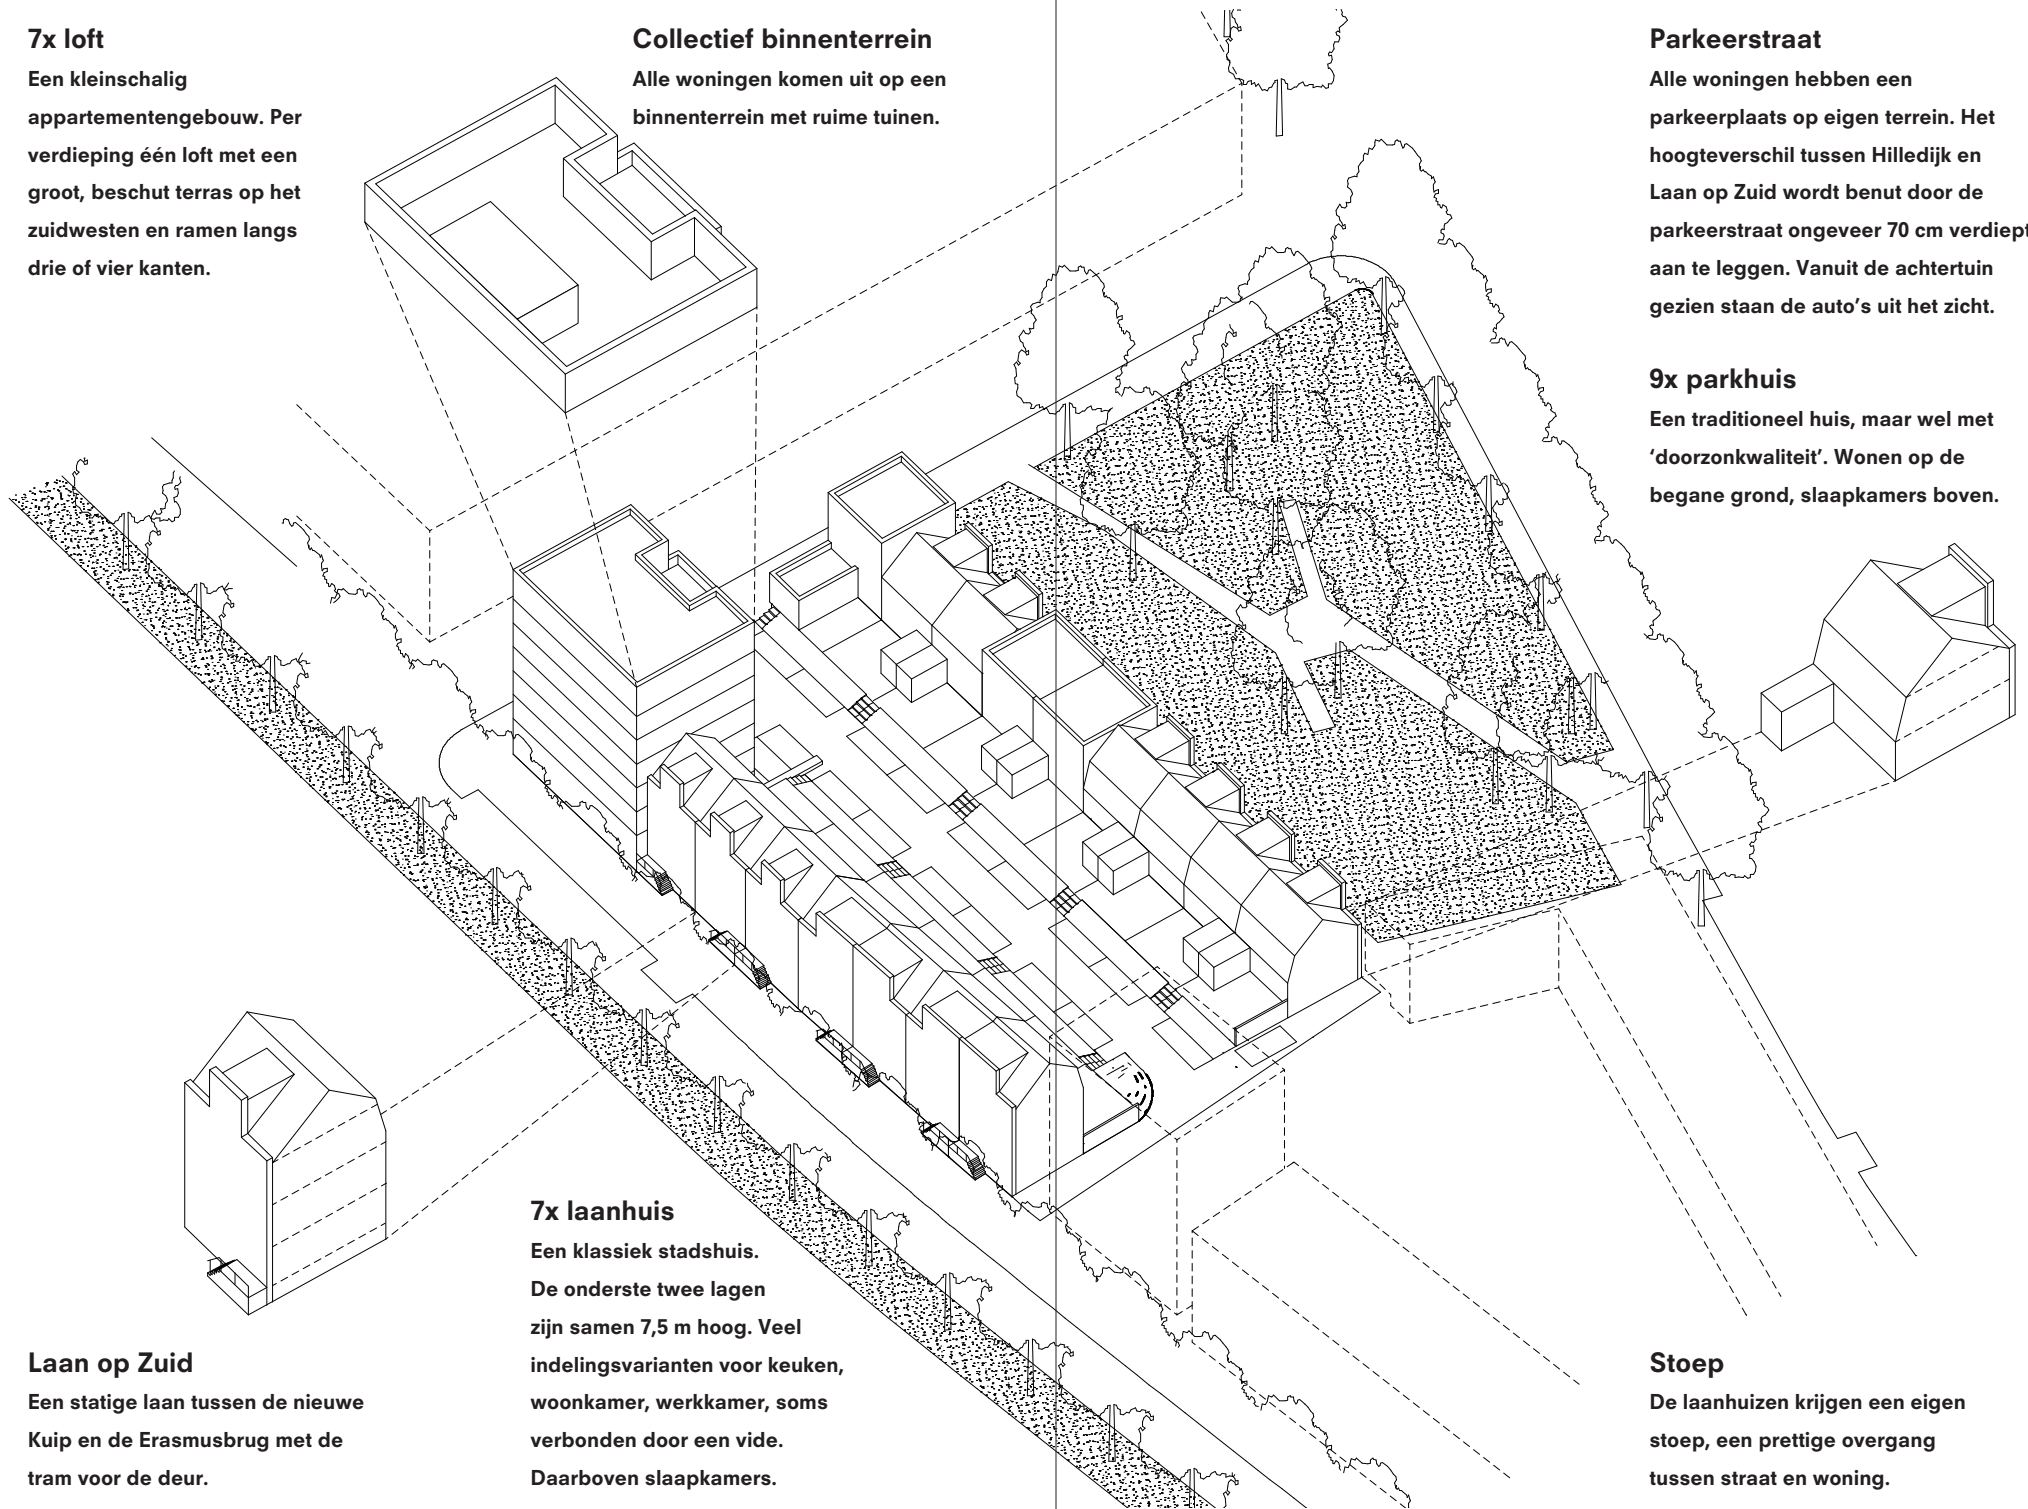 7x loft
Een kleinschalig
appartementengebouw. Per
verdieping één loft met een
groot, beschut terras op het
zuidwesten en ramen langs
drie of vier kanten.
Collectief binnenterrein
Alle woningen komen uit op een
binnenterrein met ruime tuinen.
Parkeerstraat
Alle woningen hebben een
parkeerplaats op eigen terrein. Het
hoogteverschil tussen Hilledijk en
Laan op Zuid wordt benut door de
parkeerstraat ongeveer 70 cm verdiept
aan te leggen. Vanuit de achtertuin
gezien staan de auto’s uit het zicht.
9x parkhuis
Een traditioneel huis, maar wel met
‘doorzonkwaliteit’. Wonen op de
begane grond, slaapkamers boven.
Laan op Zuid
Een statige laan tussen de nieuwe
Kuip en de Erasmusbrug met de
tram voor de deur.
7x laanhuis
Een klassiek stadshuis.
De onderste twee lagen
zijn samen 7,5 m hoog. Veel
indelingsvarianten voor keuken,
woonkamer, werkkamer, soms
verbonden door een vide.
Daarboven slaapkamers.
Stoep
De laanhuizen krijgen een eigen
stoep, een prettige overgang
tussen straat en woning.